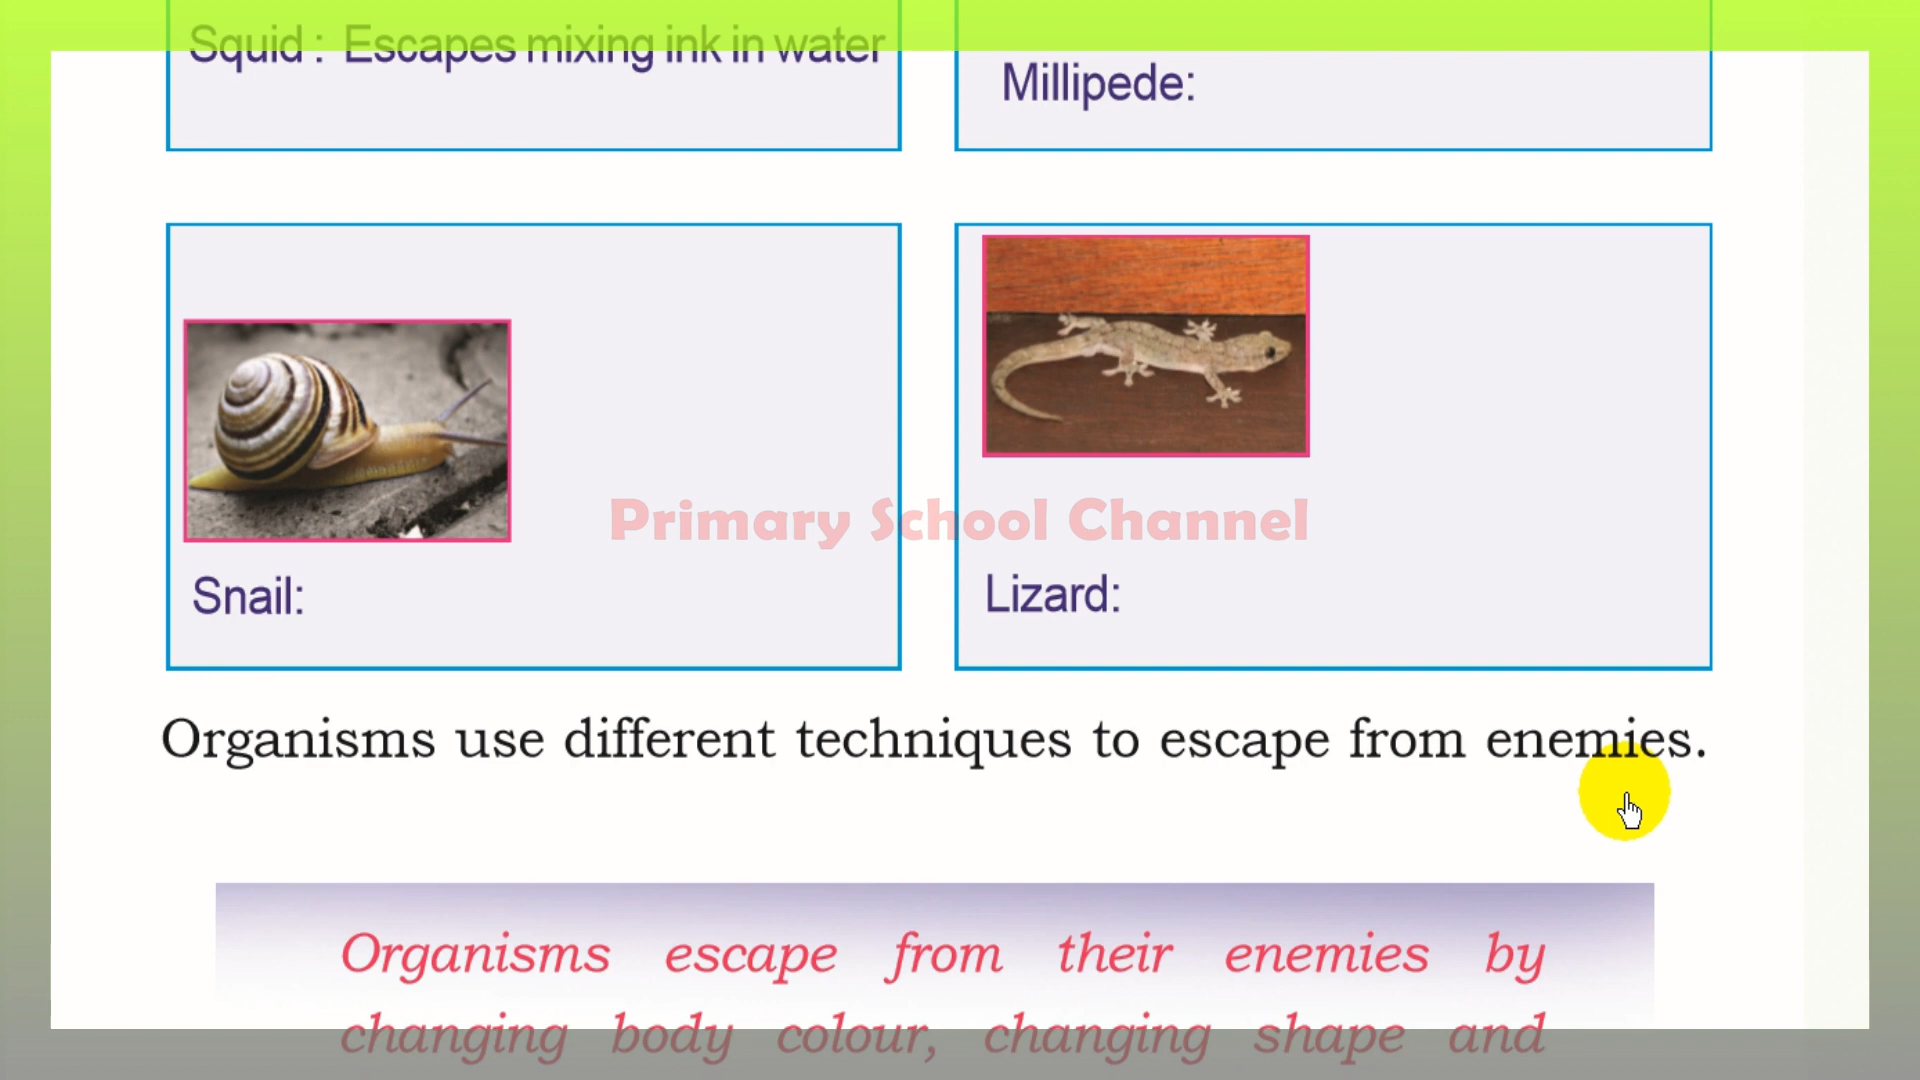 Squid : Escapes mixing ink in water
Millipede:
Primary School Channel
Snail:
Lizard:
Organisms use different techniques to escape from enemies.
Organisms escape from their enemies by
changing body colour, changing shape and